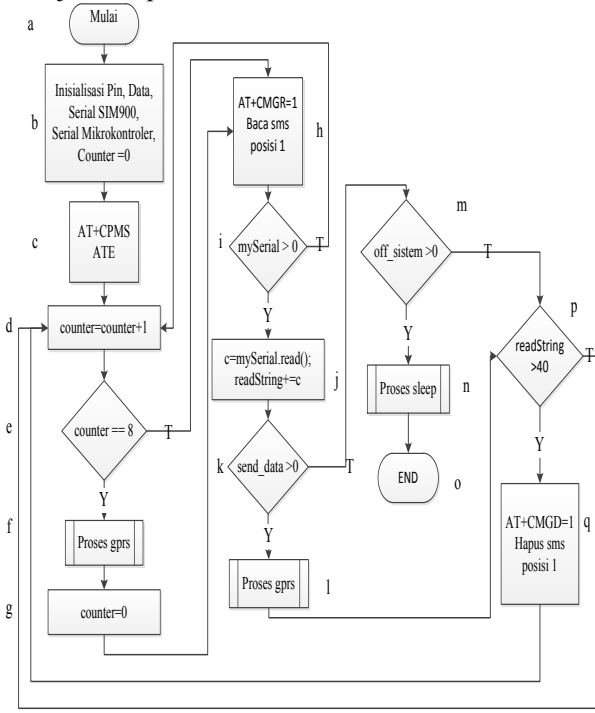 a
Mulai
b
Inisialisasi Pin, Data,
Serial SIM900,
Serial Mikrokontroler,
Counter =0
c
AT+CPMS
ATE
d
counter=counter+1
e
counter == 8
T
Y
f
Proses gprs
g
counter=0
AT+CMGR=1
Baca sms
posisi 1
h
i
mySerial > 0
T
Y
c=mySerial.read();
readString+=c
j
k
send_data >0
T
Y
Proses gprs
l
m
off_sistem >0
T
Y
Proses sleep
n
END
o
p
readString
>40
T
Y
AT+CMGD=1
Hapus sms
posisi 1
q